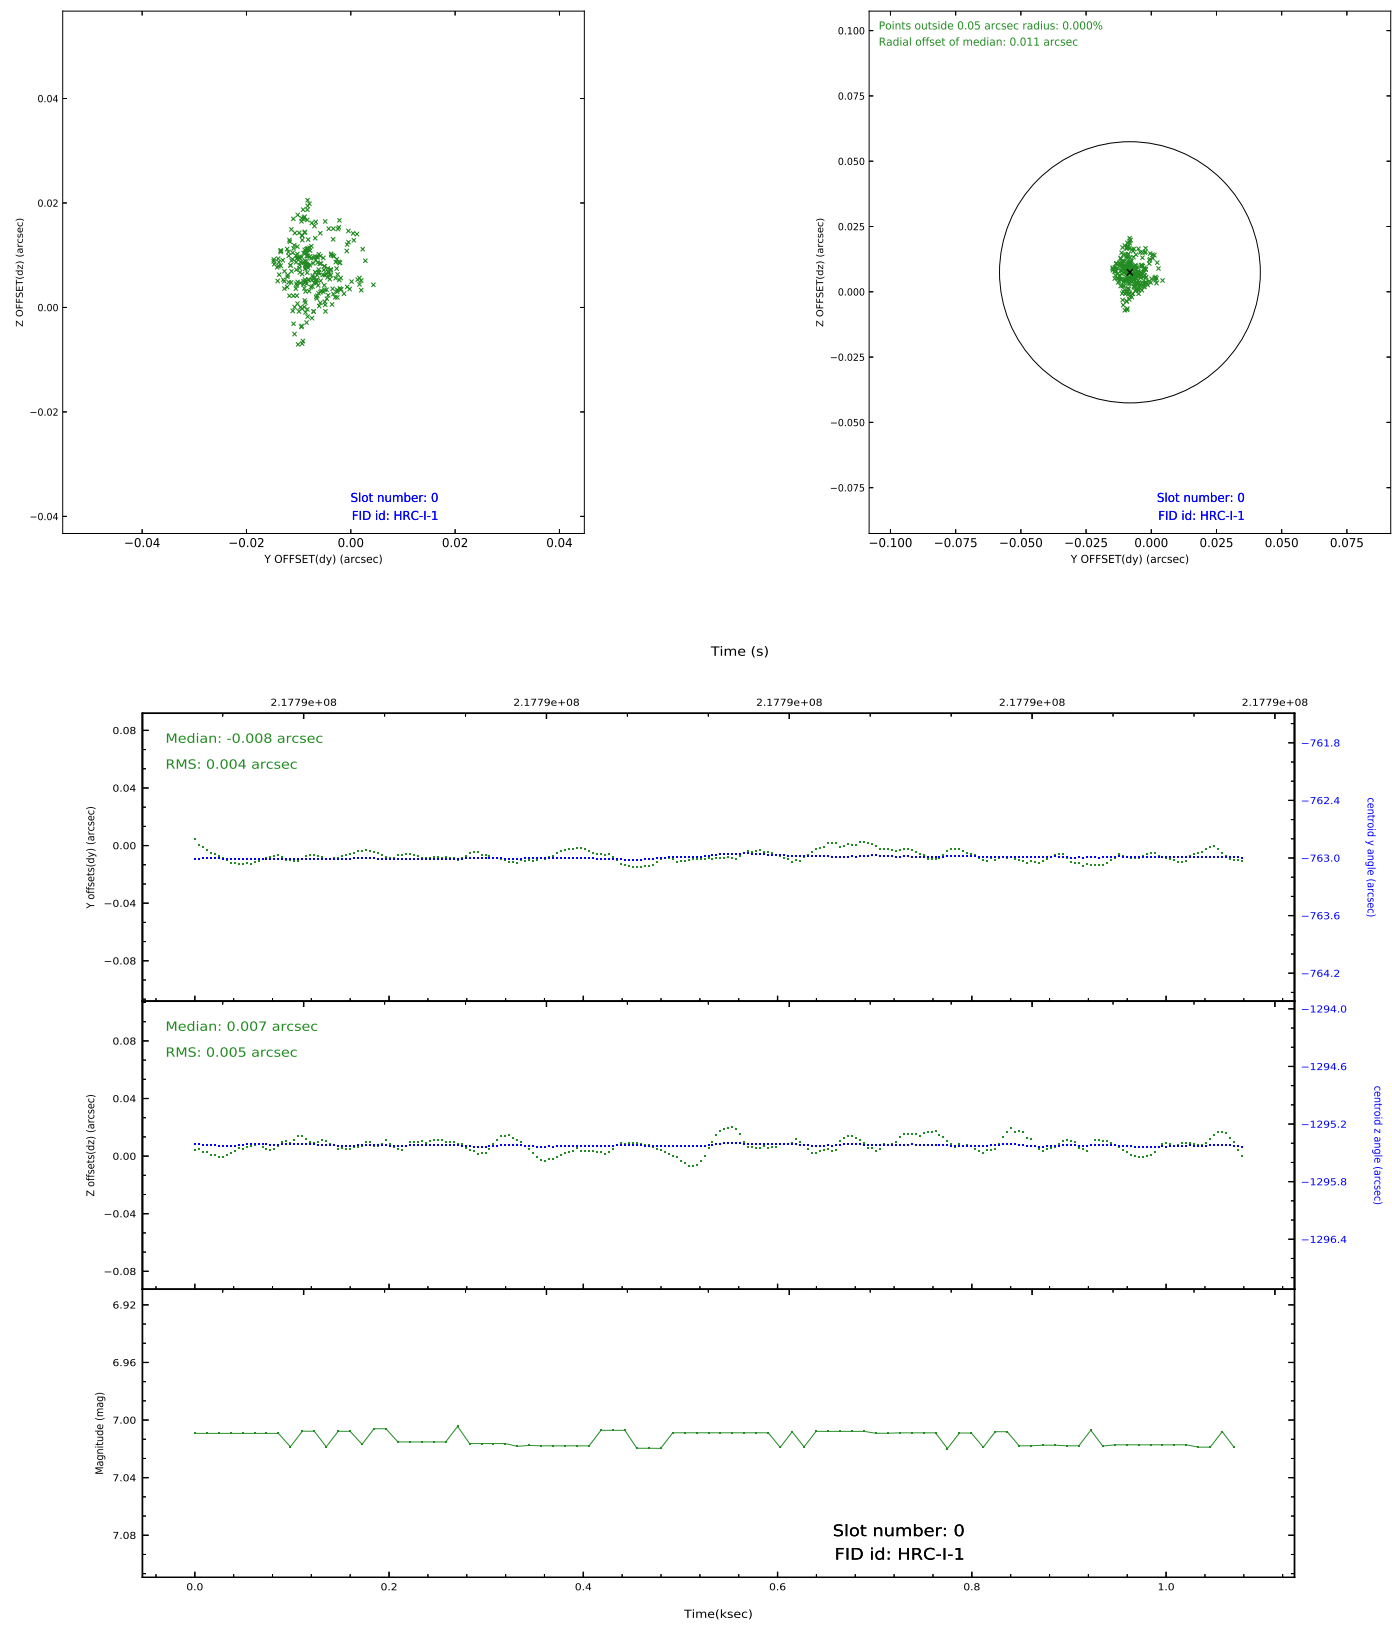 0.04
0.02
0.00
−0.02
−0.04
Z OFFSET(dz) (arcsec)
Slot number: 0
FID id: HRC-I-1
−0.04 −0.02 0.00 0.02 0.04
Y OFFSET(dy) (arcsec)
Points outside 0.05 arcsec radius: 0.000%
Radial offset of median: 0.011 arcsec
0.100
0.075
0.050
0.025
0.000
−0.025
−0.050
−0.075
Z OFFSET(dz) (arcsec)
Slot number: 0
FID id: HRC-I-1
−0.100 −0.075 −0.050 −0.025 0.000 0.025 0.050 0.075
Y OFFSET(dy) (arcsec)
Time (s)
2.1779e+08 2.1779e+08 2.1779e+08 2.1779e+08 2.1779e+08
Median: -0.008 arcsec
RMS: 0.004 arcsec
0.08
0.04
0.00
−0.04
−0.08
Y offsets(dy) (arcsec)
−761.8
−762.4
−763.0
−763.6
−764.2
centroid y angle (arcsec)
Median: 0.007 arcsec
RMS: 0.005 arcsec
0.08
0.04
0.00
−0.04
−0.08
Z offsets(dz) (arcsec)
−1294.0
−1294.6
−1295.2
−1295.8
−1296.4
centroid z angle (arcsec)
6.92
6.96
7.00
7.04
7.08
Magnitude (mag)
Slot number: 0
FID id: HRC-I-1
0.0 0.2 0.4 0.6 0.8 1.0
Time(ksec)